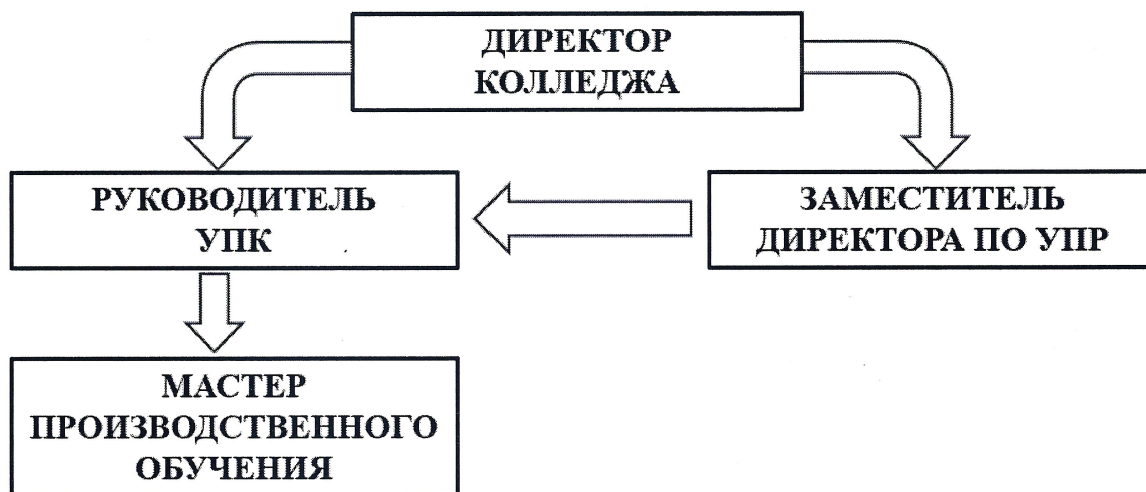 ДИРЕКТОР
КОЛЛЕДЖА
РУКОВОДИТЕЛЬ
УПК
ЗАМЕСТИТЕЛЬ
ДИРЕКТОРА ПО УПР
МАСТЕР
ПРОИЗВОДСТВЕННОГО
ОБУЧЕНИЯ